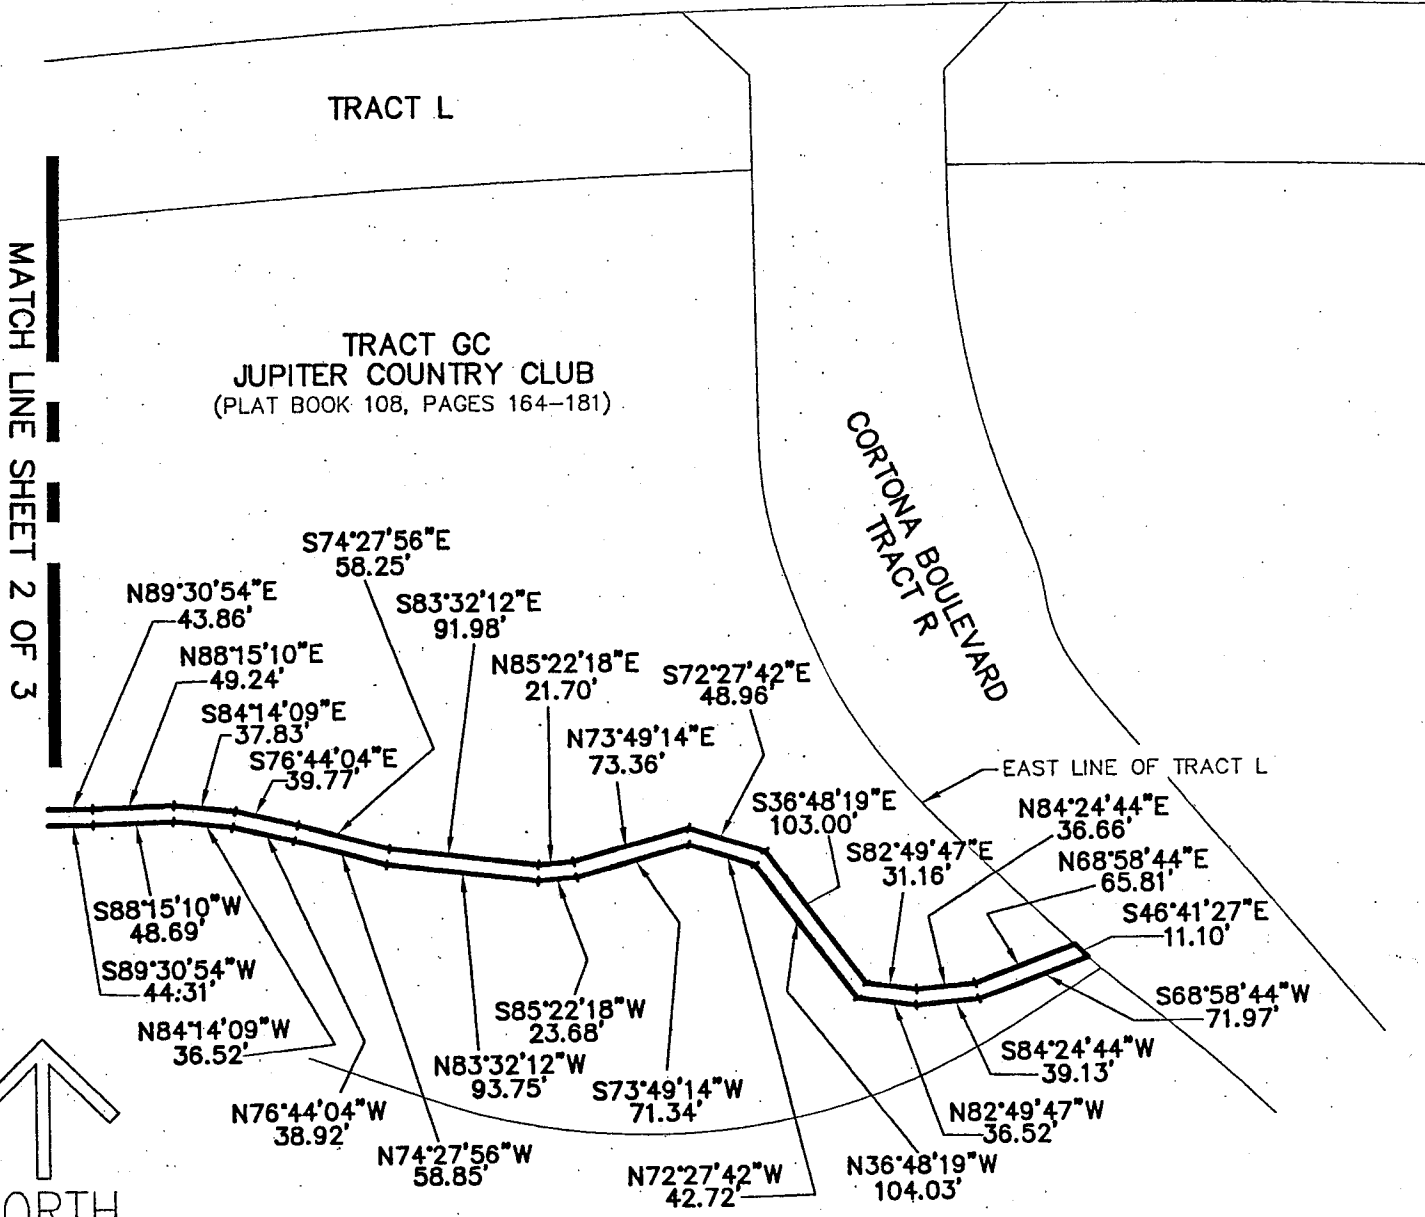 TRACT L
MATCH LINE SHEET 2 OF 3
TRACT GC
JUPITER COUNTRY CLUB
(PLAT BOOK 108, PAGES 164-181)
CORTONA BOULEVARD
TRACT R
S74°27'56"E
58.25'
N89°30'54"E
43.86'
S83°32'12"E
91.98'
N88°15'10"E
49.24'
N85°22'18"E
21.70'
S72°27'42"E
48.96'
S84°14'09"E
37.83'
N73°49'14"E
73.36'
S76°44'04"E
39.77'
EAST LINE OF TRACT L
S36°48'19"E
103.00'
N84°24'44"E
36.66'
S82°49'47"E
31.16'
N68°58'44"E
65.81'
S46°41'27"E
11.10'
S88°15'10"W
48.69'
S89°30'54"W
44.31'
S68°58'44"W
71.97'
S85°22'18"W
23.68'
N84°14'09"W
36.52'
S84°24'44"W
39.13'
N83°32'12"W
93.75'
S73°49'14"W
71.34'
N76°44'04"W
38.92'
N82°49'47"W
36.52'
N74°27'56"W
58.85'
N36°48'19"W
104.03'
N72°27'42"W
42.72'
ORTH